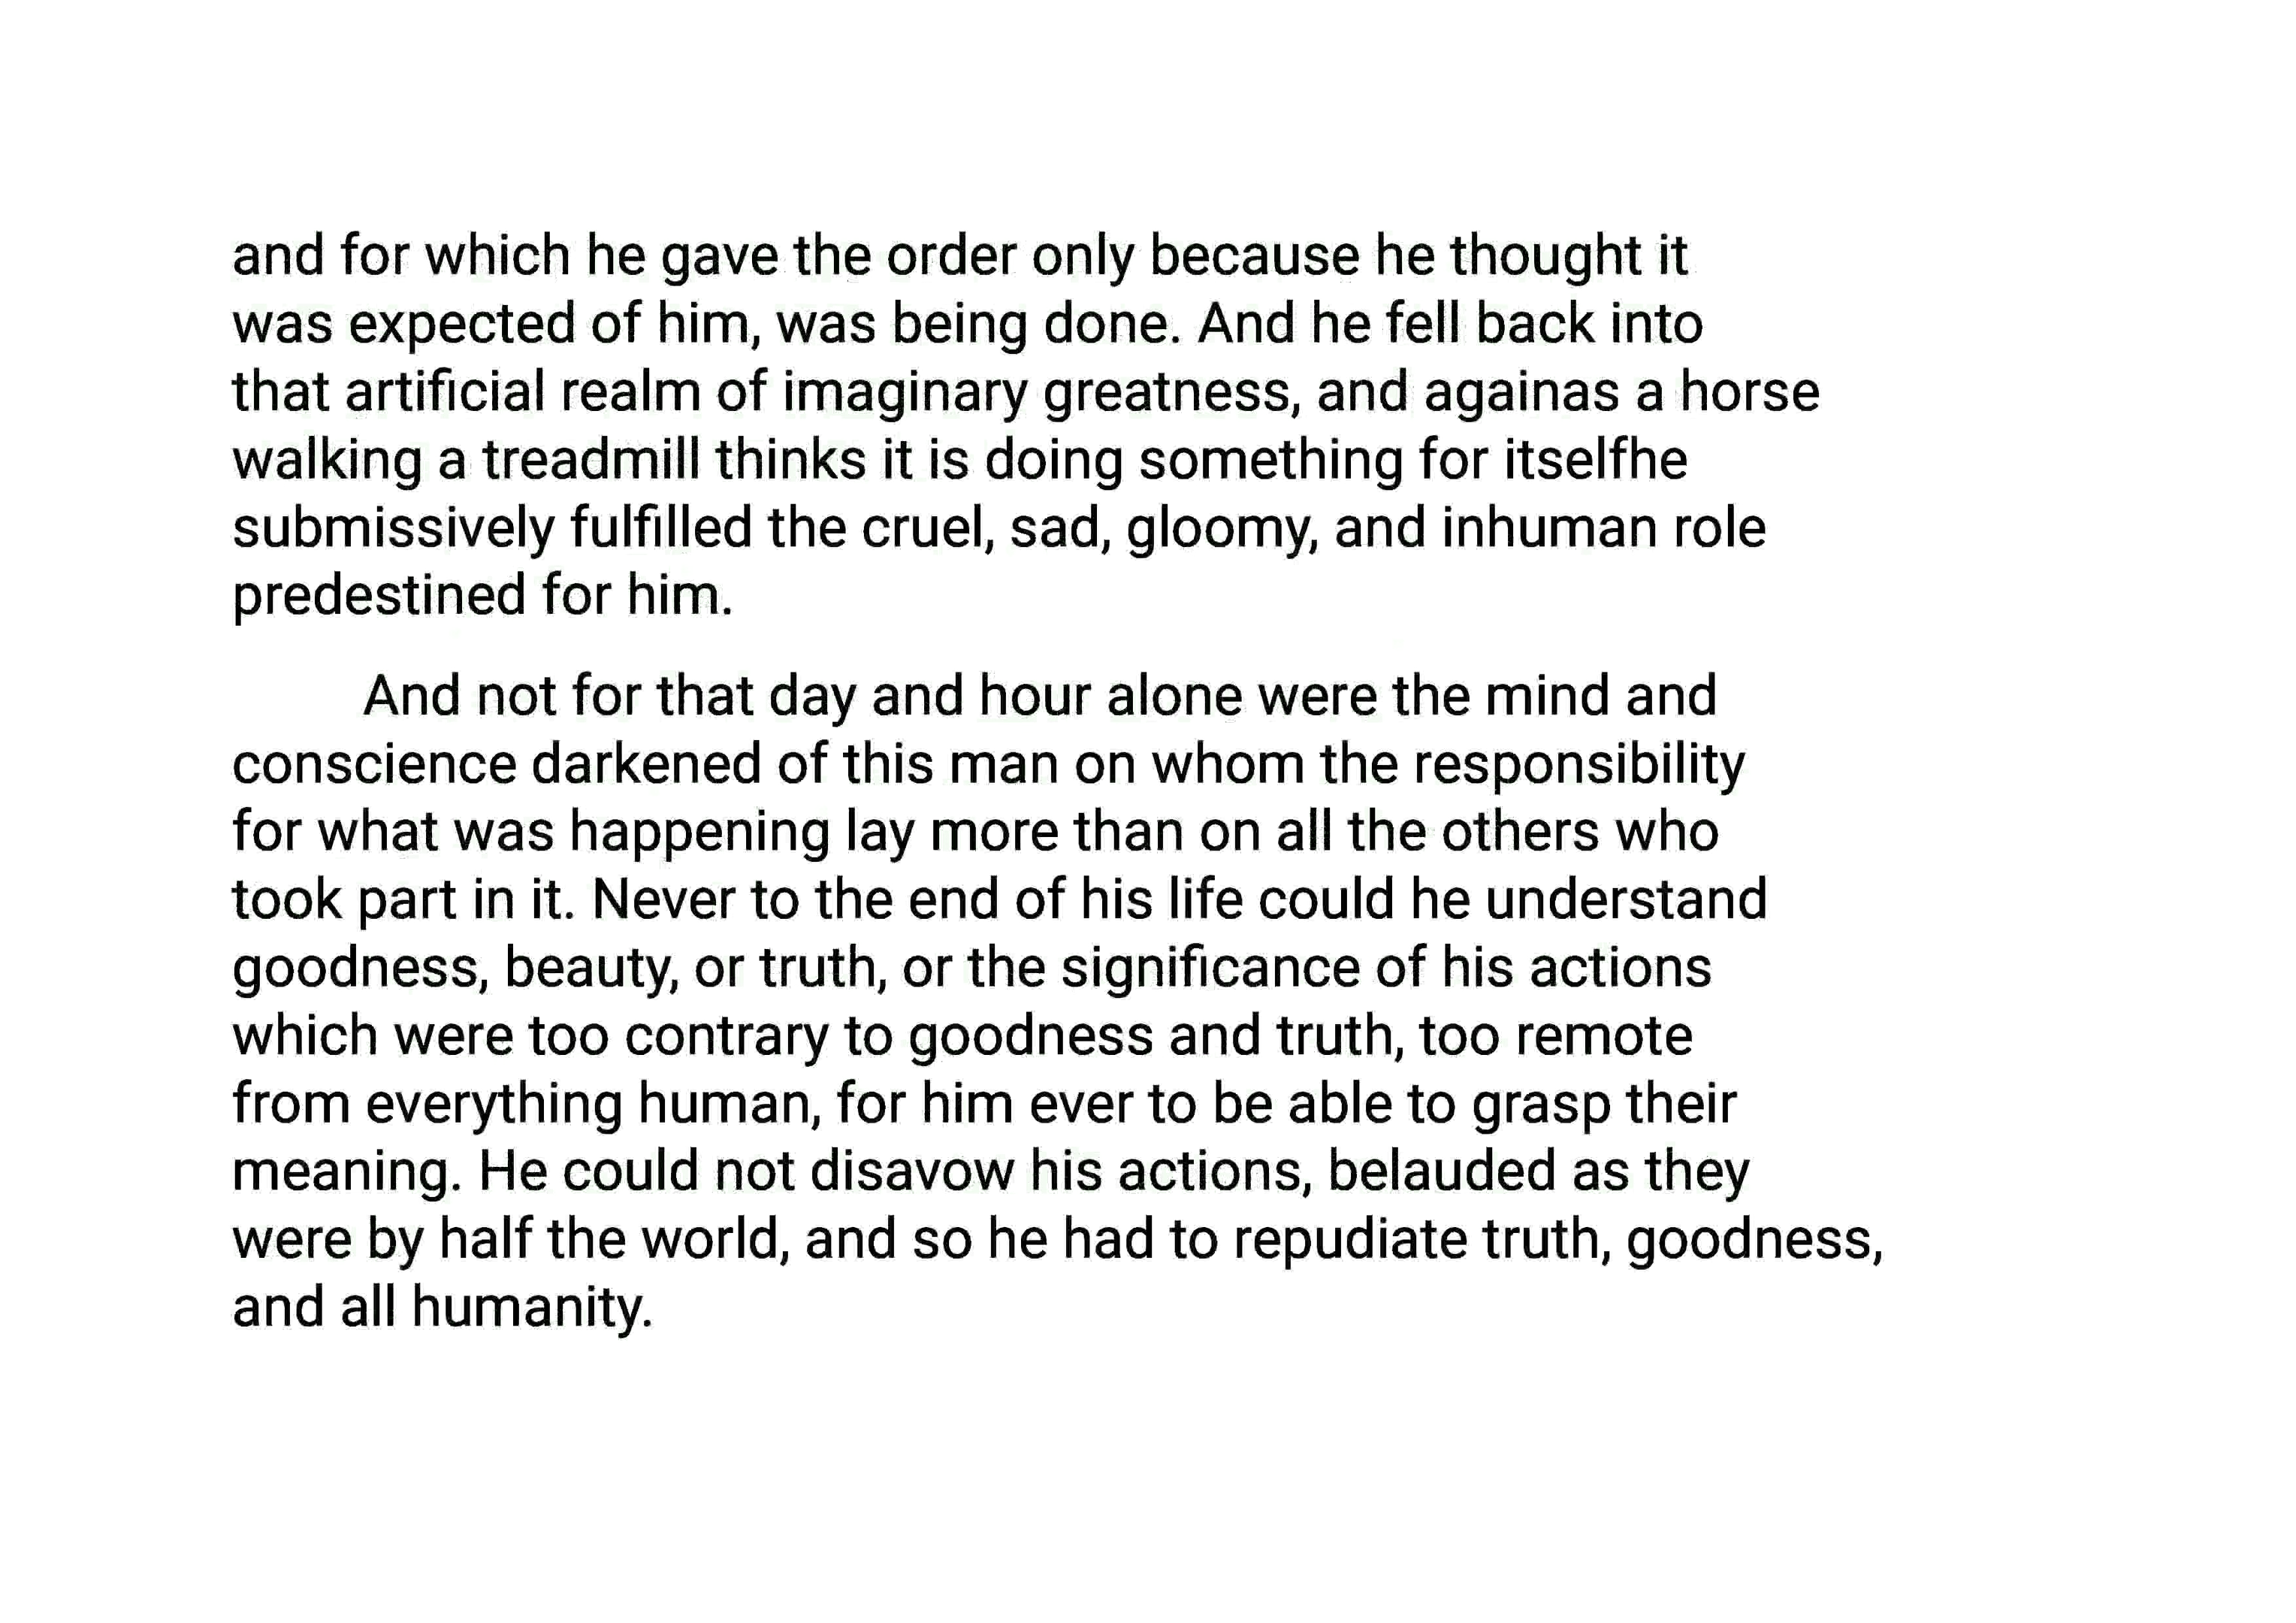 and for which he gave the order only because he thought it
was expected of him, was being done. And he fell back into
that artificial realm of imaginary greatness, and againas a horse
walking a treadmill thinks it is doing something for itselfhe
submissively fulfilled the cruel, sad, gloomy, and inhuman role
predestined for him.
And not for that day and hour alone were the mind and
conscience darkened of this man on whom the responsibility
for what was happening lay more than on all the others who
took part in it. Never to the end of his life could he understand
goodness, beauty, or truth, or the significance of his actions
which were too contrary to goodness and truth, too remote
from everything human, for him ever to be able to grasp their
meaning. He could not disavow his actions, belauded as they
were by half the world, and so he had to repudiate truth, goodness,
and all humanity.